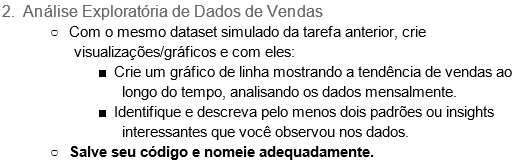 2. Análise Exploratória de Dados de Vendas
○ Com o mesmo dataset simulado da tarefa anterior, crie
visualizações/gráficos e com eles:
■ Crie um gráfico de linha mostrando a tendência de vendas ao
longo do tempo, analisando os dados mensalmente.
■ Identifique e descreva pelo menos dois padrões ou insights
interessantes que você observou nos dados.
○ Salve seu código e nomeie adequadamente.